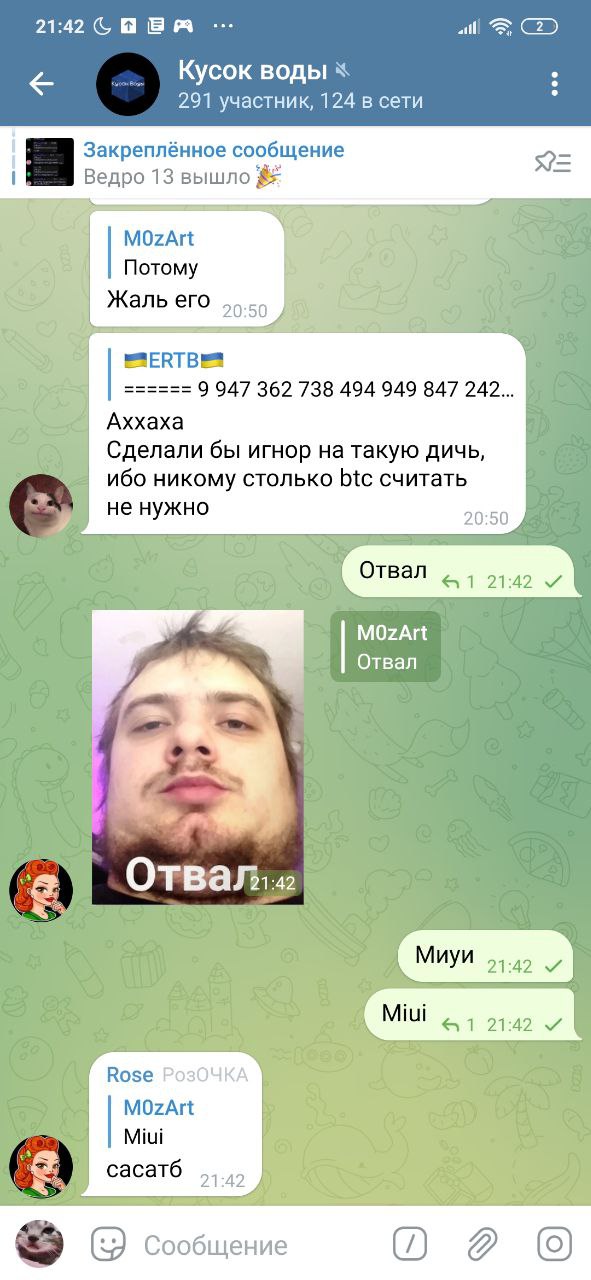 21:42
2
Кусок воды
291 участник, 124 в сети
Кусок Воды
Закреплённое сообщение
Ведро 13 вышло
M0zArt
Потому
Жаль его 20:50
ERTB
====== 9 947 362 738 494 949 847 242...
Аххаха
Сделали бы игнор на такую дичь,
ибо никому столько btc считать
не нужно
20:50
Отвал 1 21:42
M0zArt
Отвал
Отвал
21:42
Миуи 21:42
Miui 1 21:42
Rose РозОЧКА
M0zArt
Miui
сасатб 21:42
Сообщение